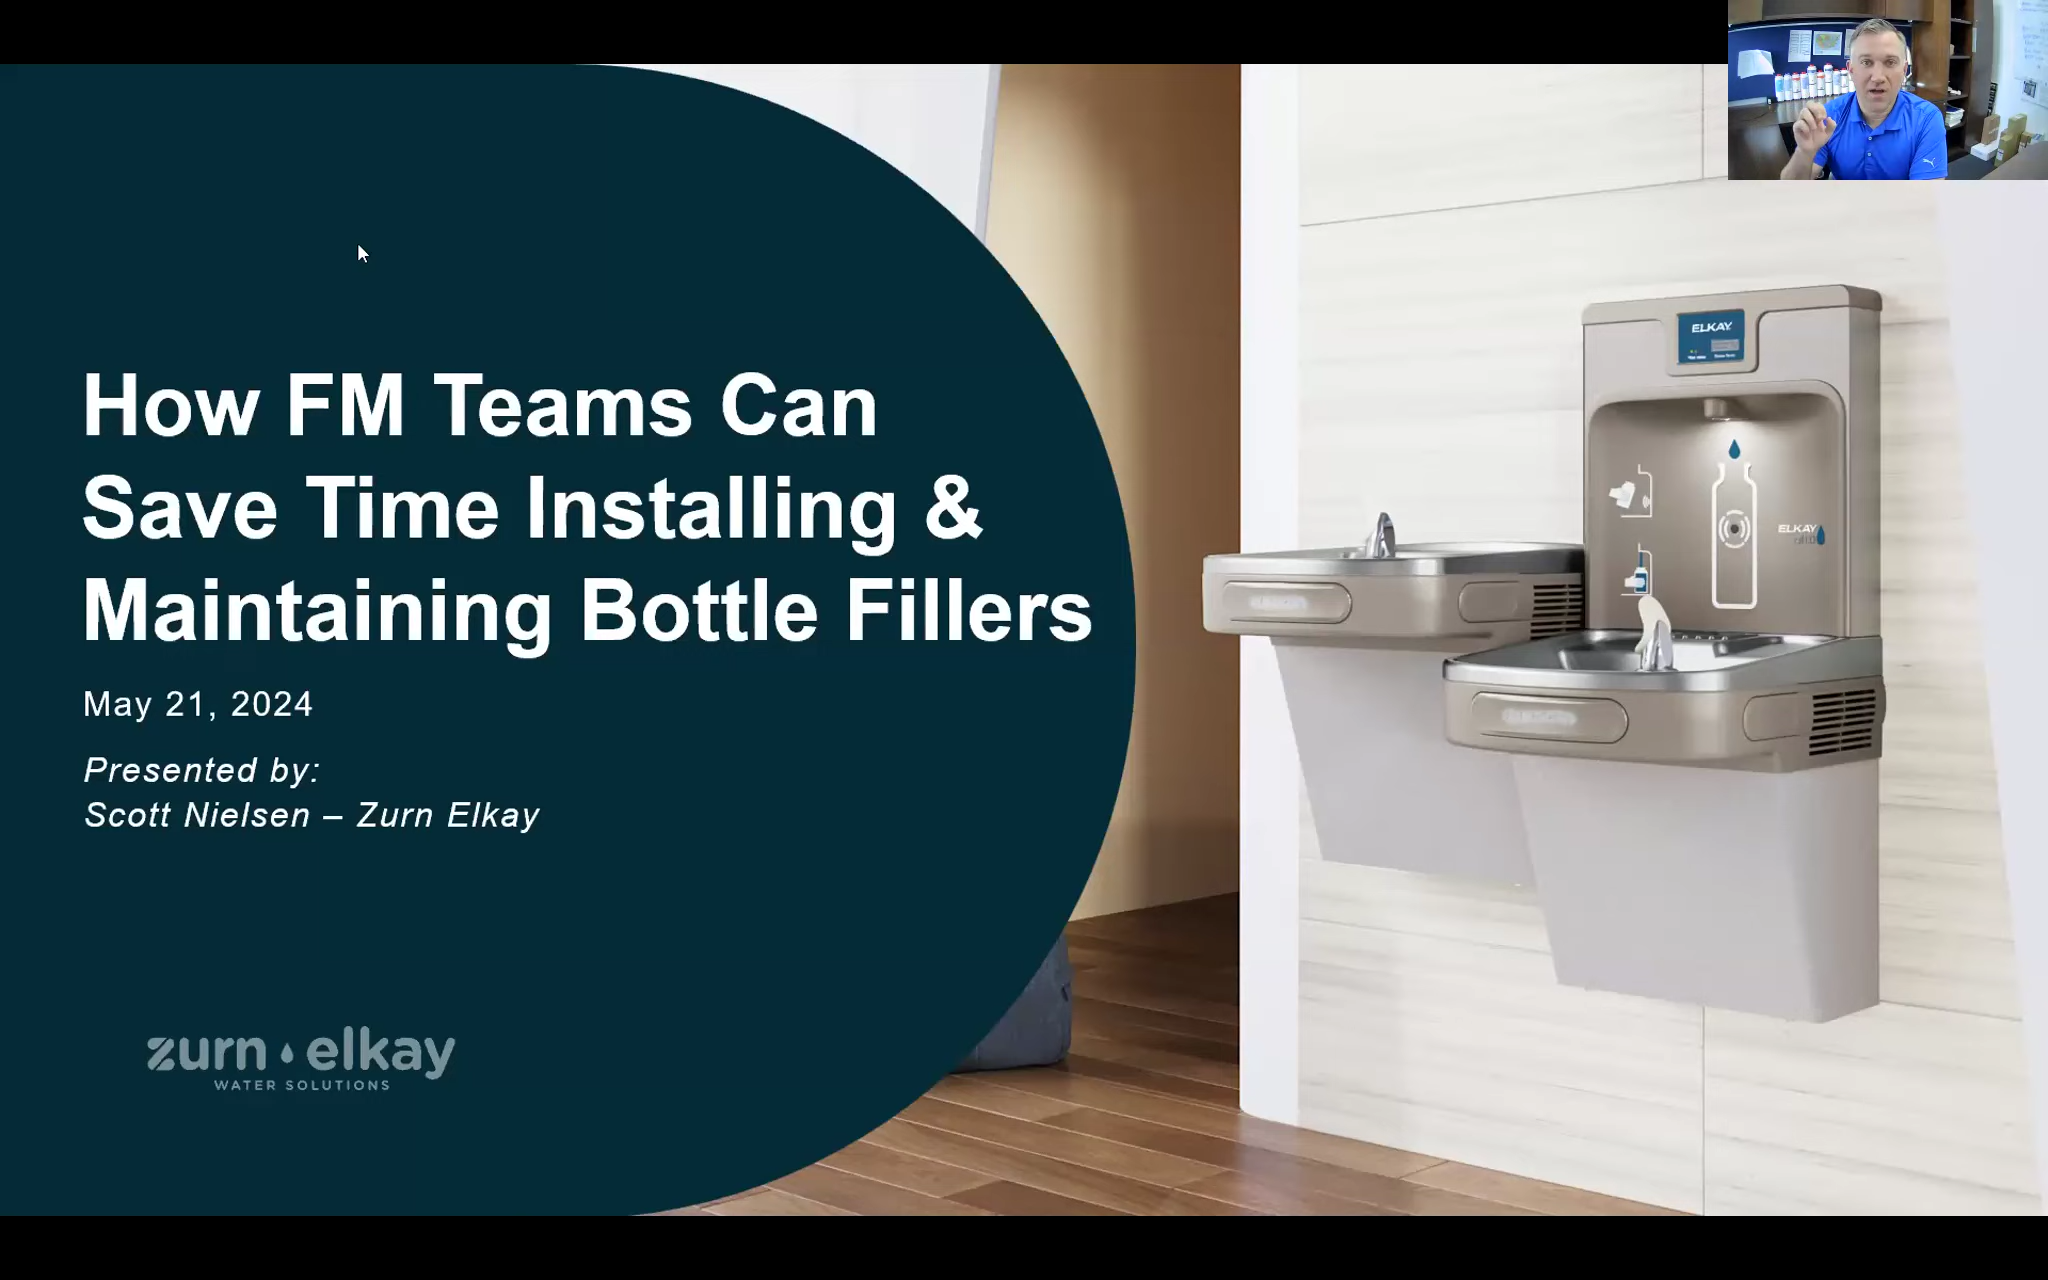 How FM Teams Can
Save Time Installing &
Maintaining Bottle Fillers
May 21, 2024
Presented by:
Scott Nielsen – Zurn Elkay
zurn elkay
WATER SOLUTIONS
ELKAY
ELKAY